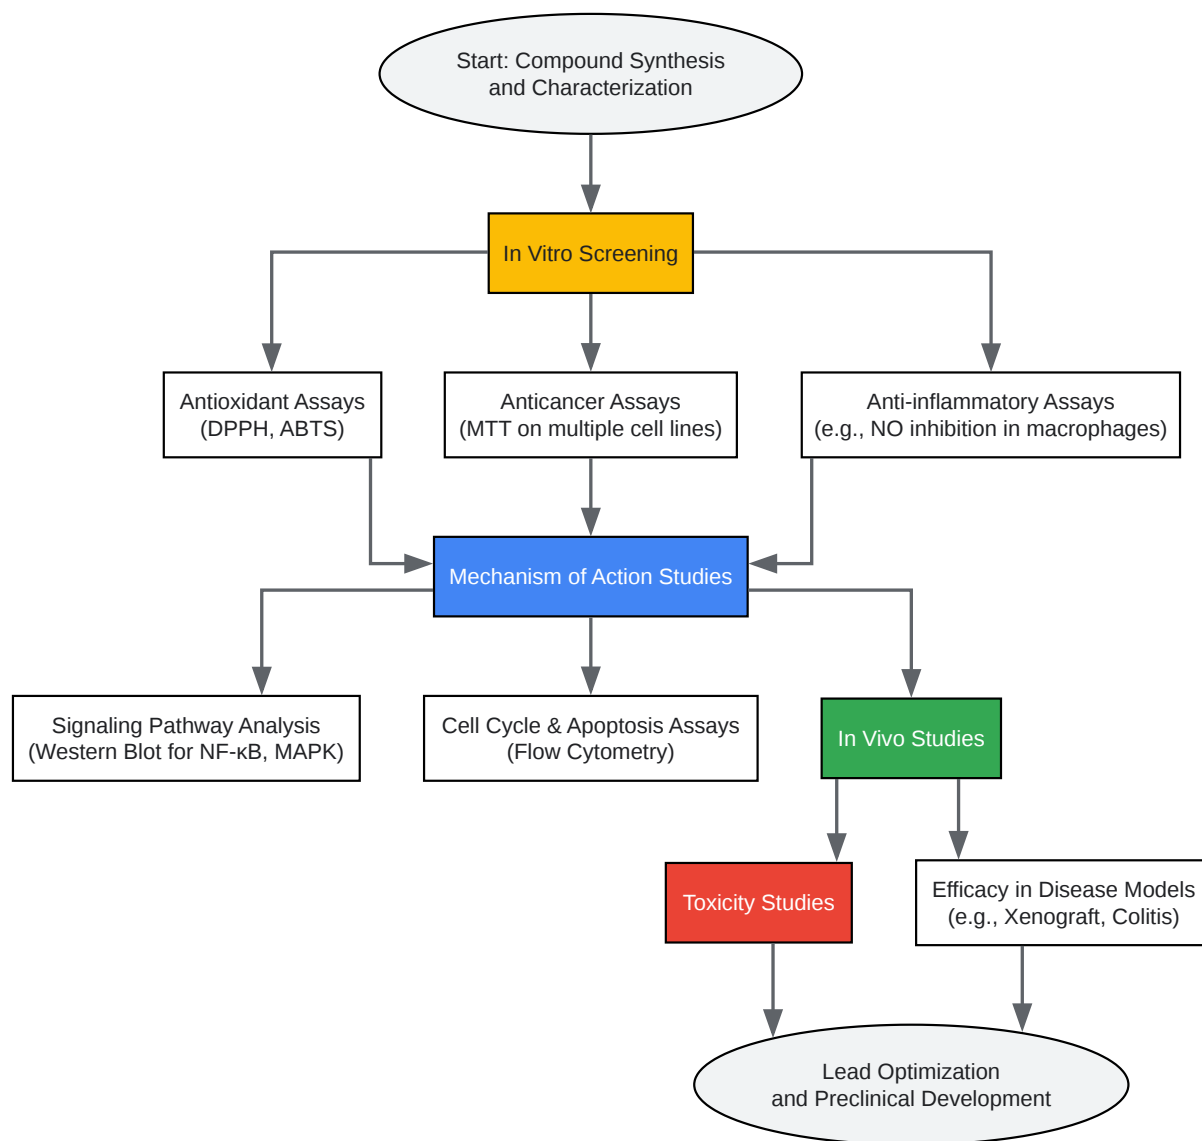 Start: Compound Synthesis
and Characterization
In Vitro Screening
Antioxidant Assays
(DPPH, ABTS)
Anticancer Assays
(MTT on multiple cell lines)
Anti-inflammatory Assays
(e.g., NO inhibition in macrophages)
Mechanism of Action Studies
Signaling Pathway Analysis
(Western Blot for NF-κB, MAPK)
Cell Cycle & Apoptosis Assays
(Flow Cytometry)
In Vivo Studies
Toxicity Studies
Efficacy in Disease Models
(e.g., Xenograft, Colitis)
Lead Optimization
and Preclinical Development